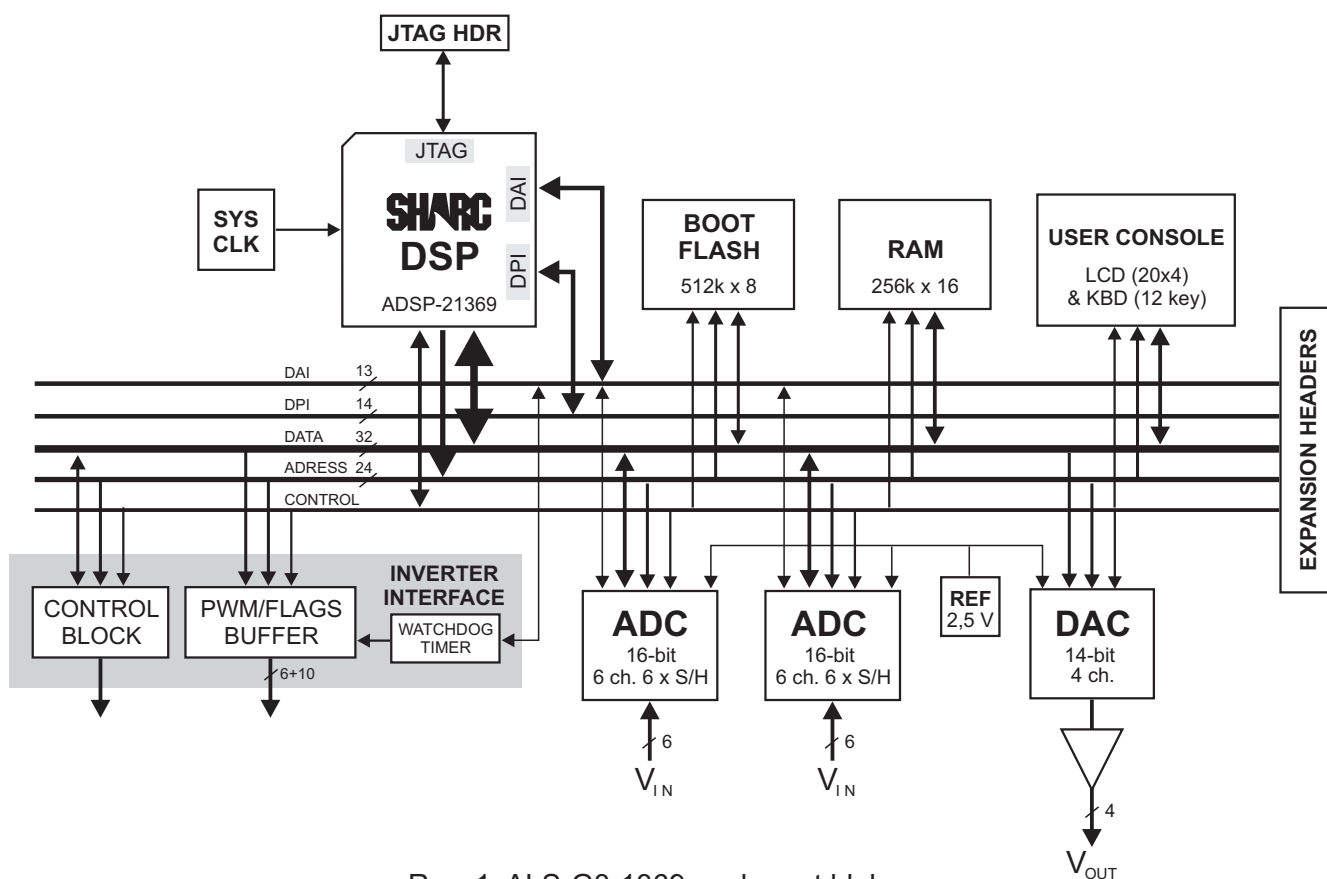 JTAG HDR
JTAG
SYS
CLK
SHARC
DSP
ADSP-21369
DAI
DPI
BOOT
FLASH
512k x 8
RAM
256k x 16
USER CONSOLE
LCD (20x4)
& KBD (12 key)
EXPANSION HEADERS
DAI 13
DPI 14
DATA 32
ADRESS 24
CONTROL
INVERTER
INTERFACE
CONTROL
BLOCK
PWM/FLAGS
BUFFER
WATCHDOG
TIMER
6+10
ADC
16-bit
6 ch. 6 x S/H
6
VIN
ADC
16-bit
6 ch. 6 x S/H
6
VIN
REF
2,5 V
DAC
14-bit
4 ch.
4
VOUT